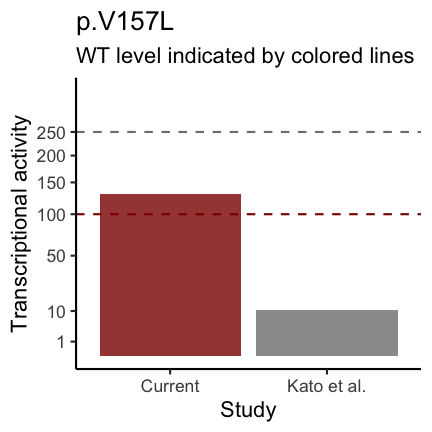 p.V157L
WT level indicated by colored lines
Transcriptional activity
250
200
150
100
50
10
1
Current
Kato et al.
Study